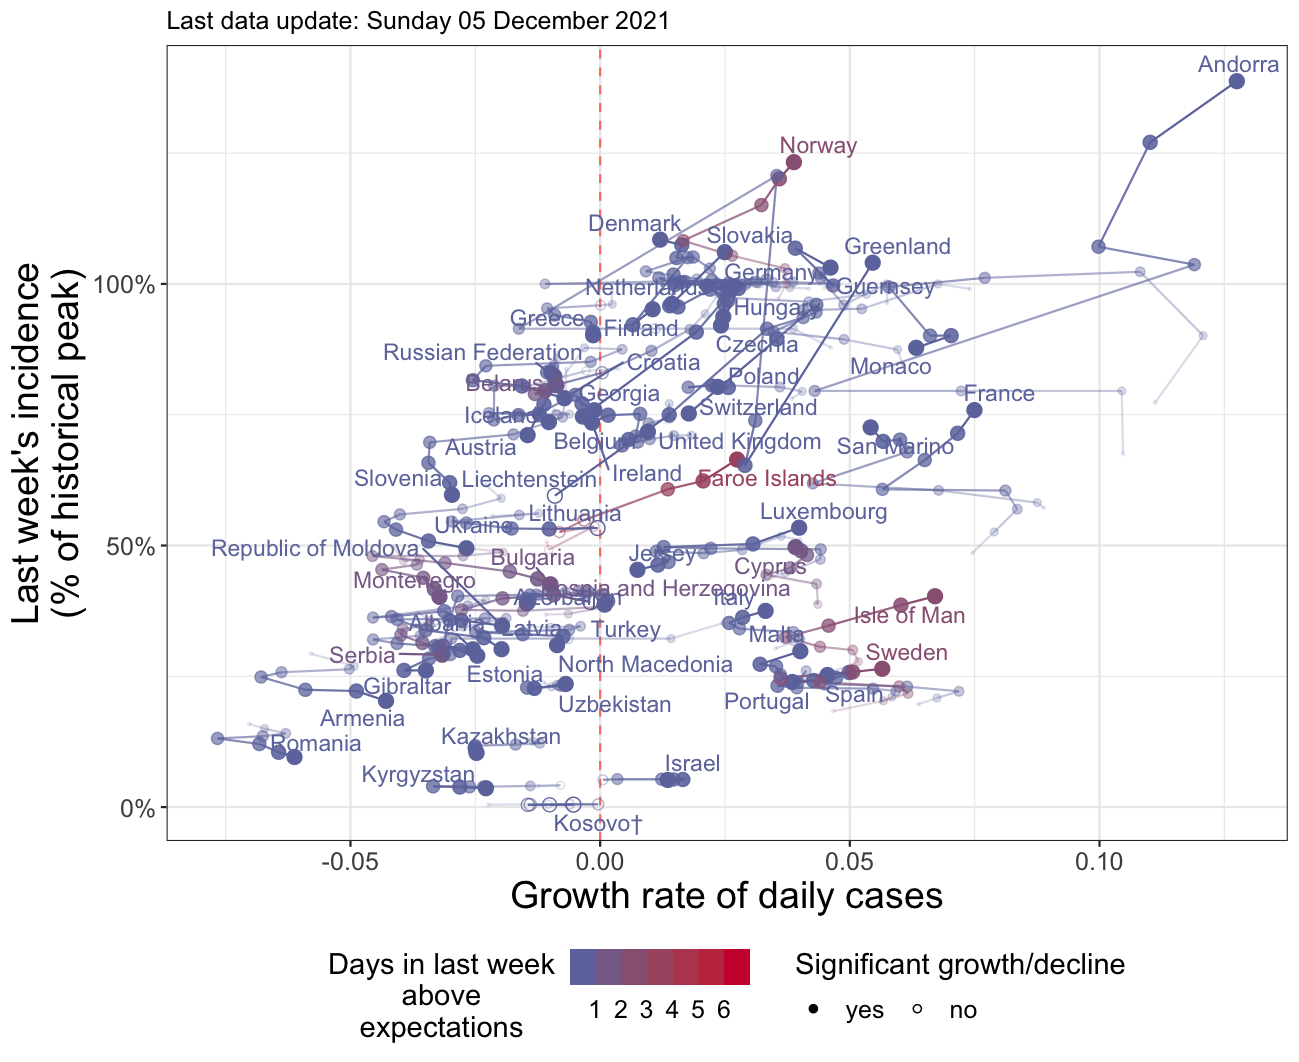 Last data update: Sunday 05 December 2021
Andorra
Norway
Denmark
Slovakia
Greenland
Germany
Netherlands
Guernsey
Hungary
Greece
Finland
Czechia
Monaco
Russian Federation
Croatia
Belarus
Poland
Georgia
France
Iceland
Switzerland
Austria
Belgium
United Kingdom
San Marino
Slovenia
Liechtenstein
Ireland
Faroe Islands
Lithuania
Luxembourg
Ukraine
Republic of Moldova
Bulgaria
Jersey
Cyprus
Montenegro
Bosnia and Herzegovina
Azerbaijan
Italy
Isle of Man
Albania
Latvia
Turkey
Malta
Serbia
Sweden
North Macedonia
Estonia
Gibraltar
Portugal
Spain
Uzbekistan
Armenia
Romania
Kazakhstan
Israel
Kyrgyzstan
Kosovo†
100%
50%
0%
Last week's incidence
(% of historical peak)
-0.05 0.00 0.05 0.10
Growth rate of daily cases
Days in last week
above
expectations
1 2 3 4 5 6
Significant growth/decline
yes no